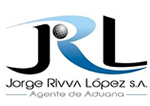 JRL
Jorge Rivva López S.A.
Agente de Aduana